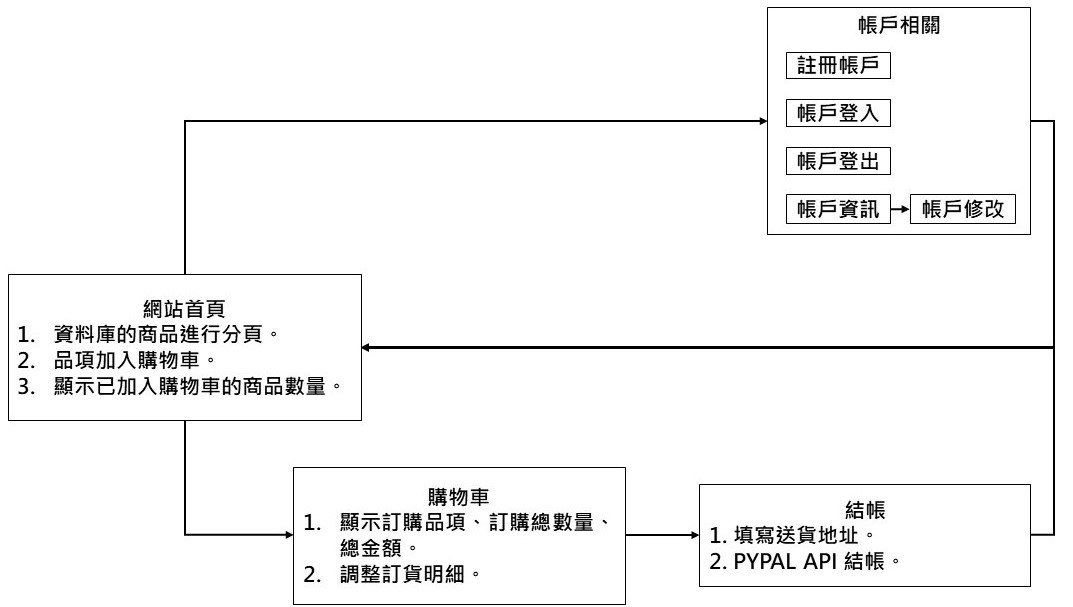 帳戶相關
註冊帳戶
帳戶登入
帳戶登出
帳戶資訊
帳戶修改
網站首頁
1. 資料庫的商品進行分頁。
2. 品項加入購物車。
3. 顯示已加入購物車的商品數量。
購物車
1. 顯示訂購品項、訂購總數量、
總金額。
2. 調整訂貨明細。
結帳
1. 填寫送貨地址。
2. PYPAL API 結帳。